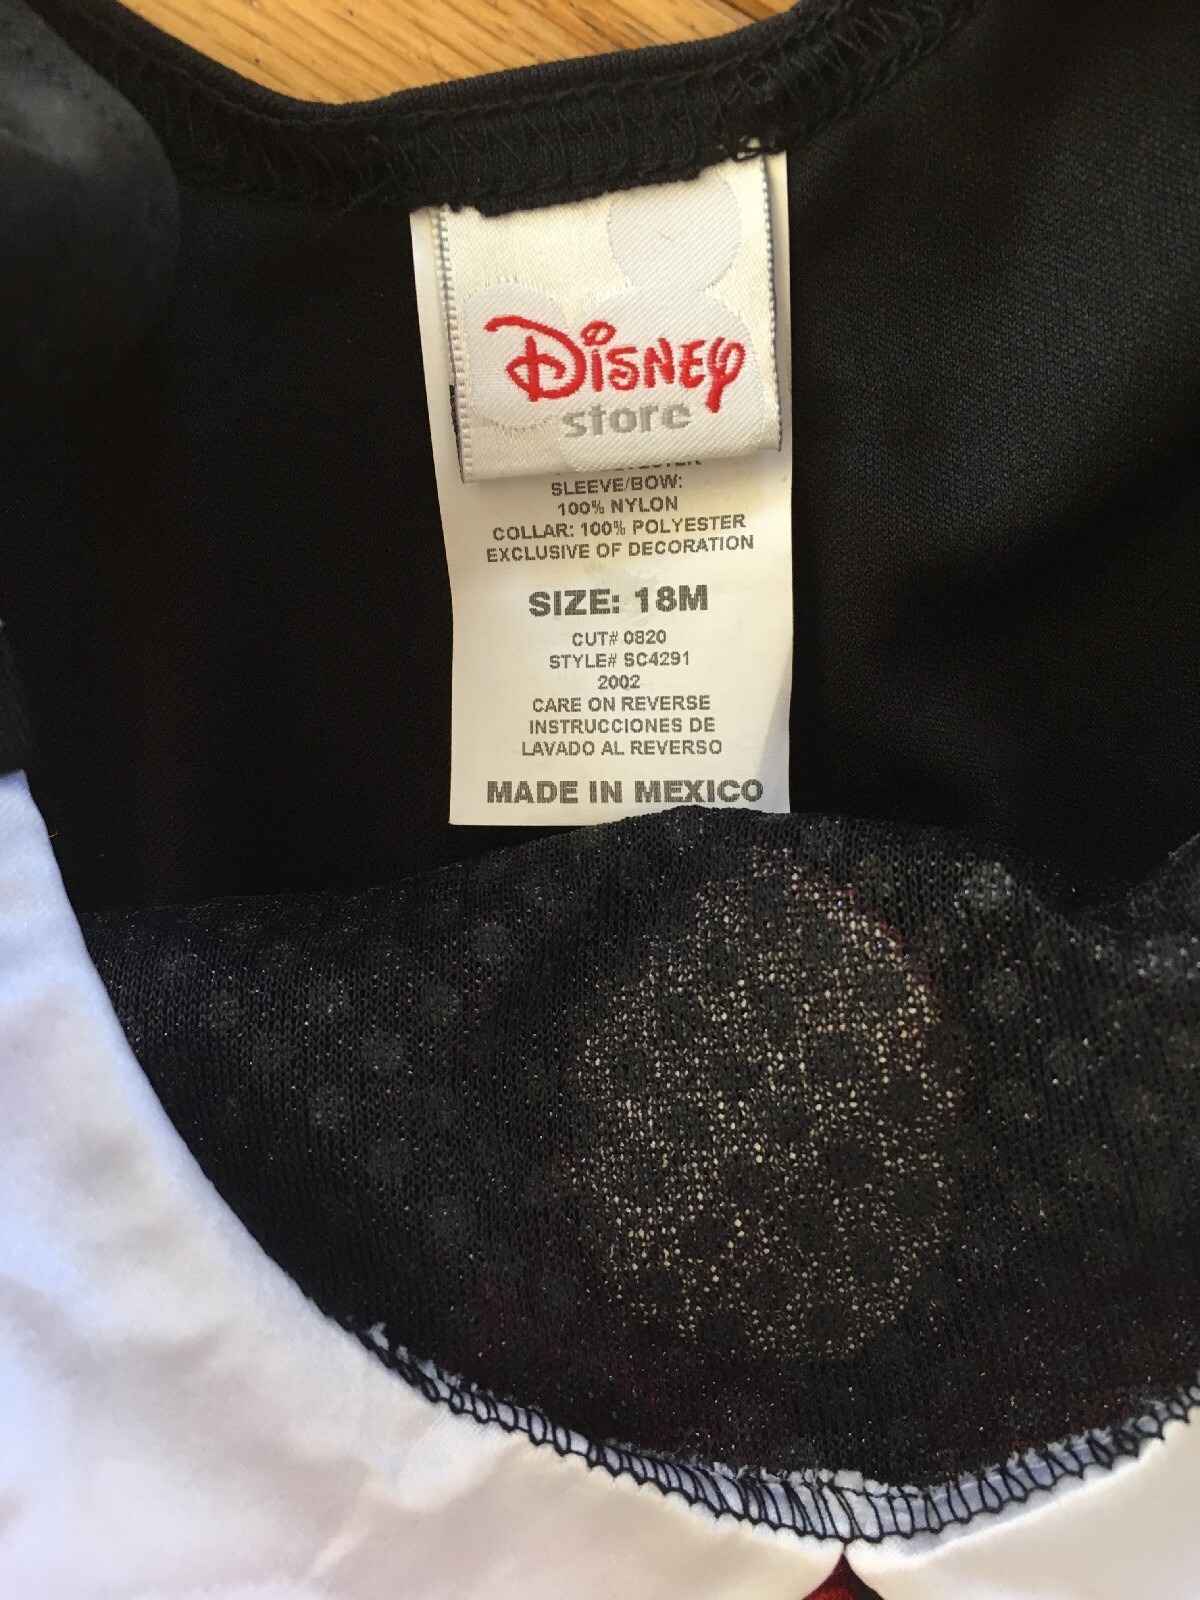 Disney
store
SLEEVE/BOW:
100% NYLON
COLLAR: 100% POLYESTER
EXCLUSIVE OF DECORATION
SIZE: 18M
CUT# 0820
STYLE# SC4291
2002
CARE ON REVERSE
INSTRUCCIONES DE
LAVADO AL REVERSO
MADE IN MEXICO